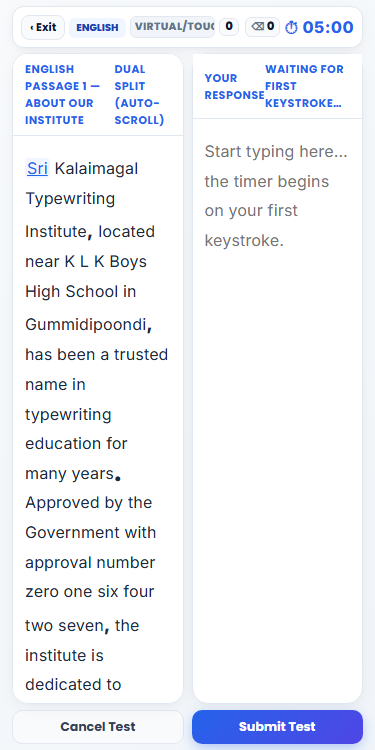 ‹ Exit
ENGLISH
VIRTUAL/TOUC
0
⌫ 0
⏱ 05:00
ENGLISH
PASSAGE 1 —
ABOUT OUR
INSTITUTE
DUAL
SPLIT
(AUTO-
SCROLL)
Sri Kalaimagal
Typewriting
Institute, located
near K L K Boys
High School in
Gummidipoondi,
has been a trusted
name in
typewriting
education for
many years.
Approved by the
Government with
approval number
zero one six four
two seven, the
institute is
dedicated to
YOUR
RESPONSE
WAITING FOR
FIRST
KEYSTROKE…
Start typing here…
the timer begins
on your first
keystroke.
Cancel Test
Submit Test